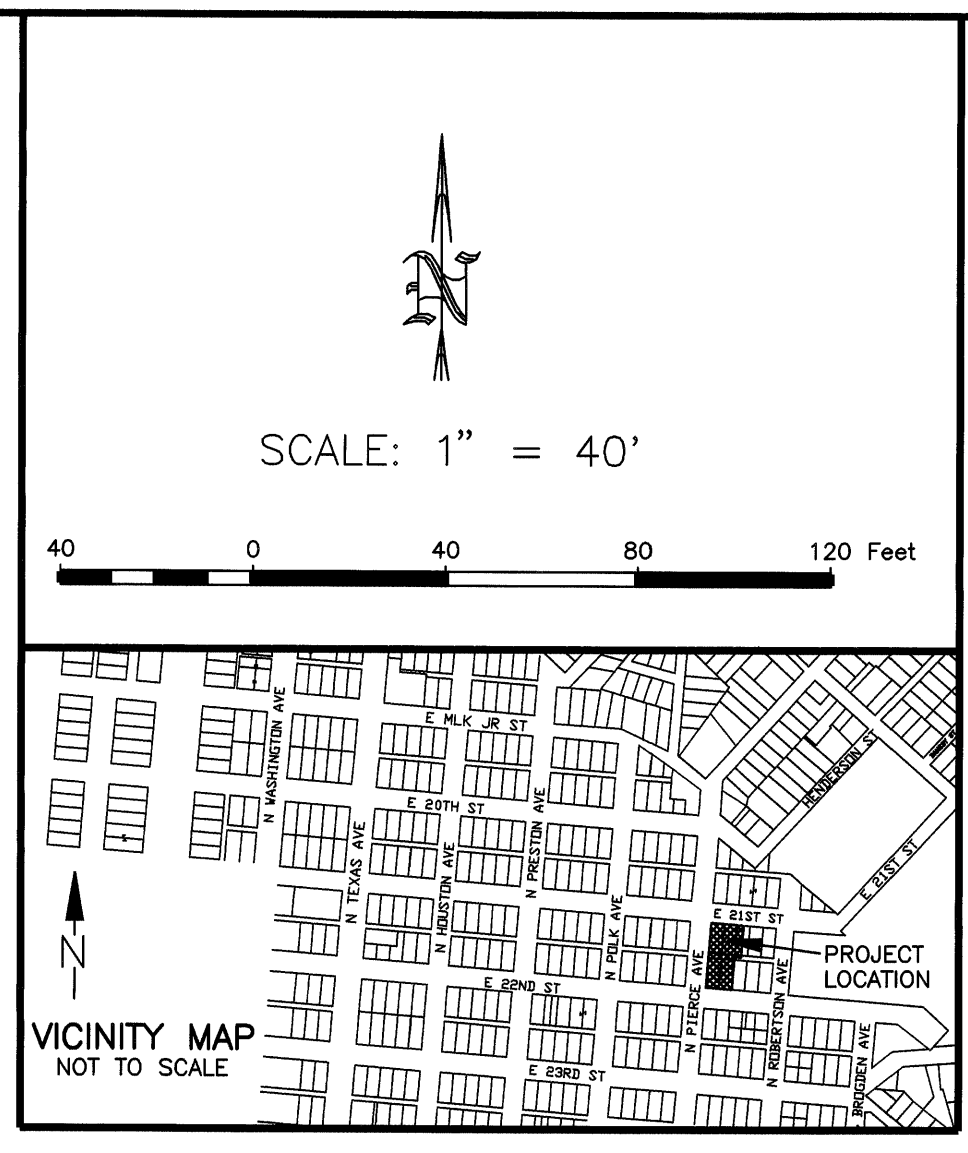 N
SCALE: 1” = 40’
40 0 40 80 120 Feet
E MLK JR ST
N WASHINGTON AVE
HENDERSON ST
E 20TH ST
N PRESTON AVE
N TEXAS AVE
N HOUSTON AVE
E 21ST ST
N POLK AVE
E 21ST ST
N PIERCE AVE
N ROBERTSON AVE
PROJECT
LOCATION
N
E 22ND ST
VICINITY MAP
NOT TO SCALE
BROGDEN AVE
E 23RD ST